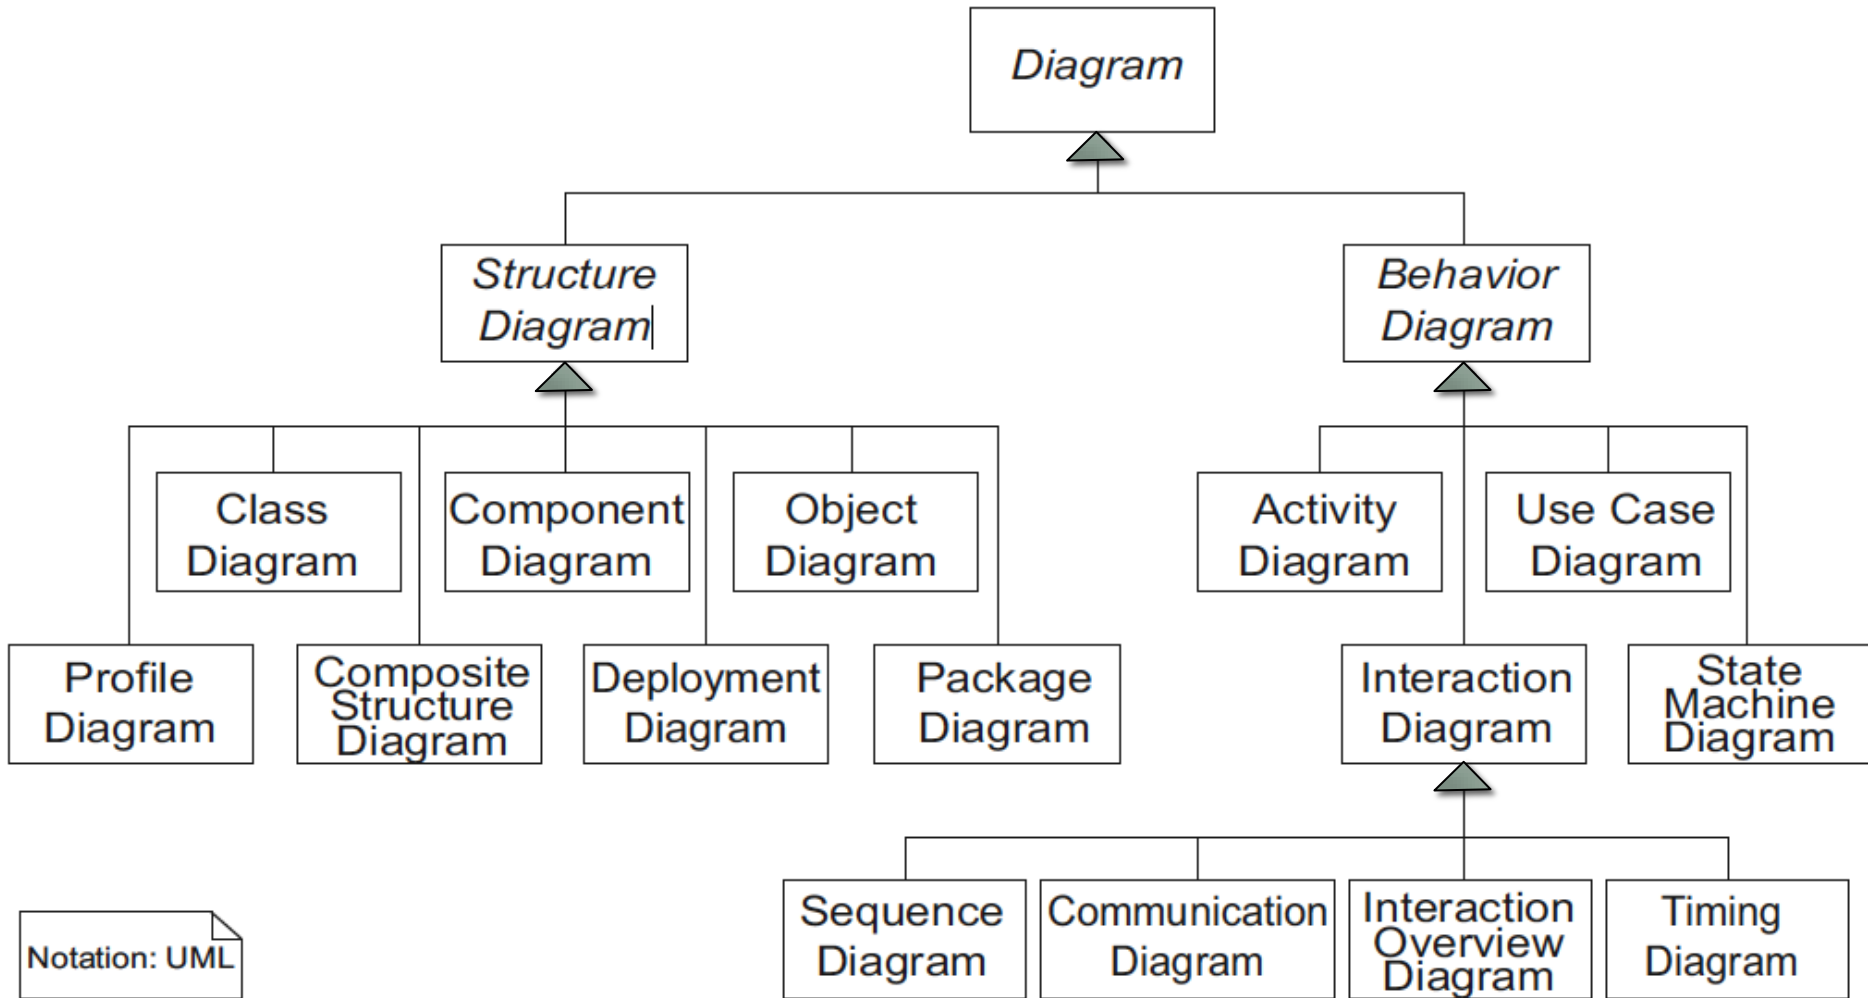 Diagram
Structure
Diagram
Behavior
Diagram
Class
Diagram
Component
Diagram
Object
Diagram
Activity
Diagram
Use Case
Diagram
Profile
Diagram
Composite
Structure
Diagram
Deployment
Diagram
Package
Diagram
Interaction
Diagram
State
Machine
Diagram
Sequence
Diagram
Communication
Diagram
Interaction
Overview
Diagram
Timing
Diagram
Notation: UML